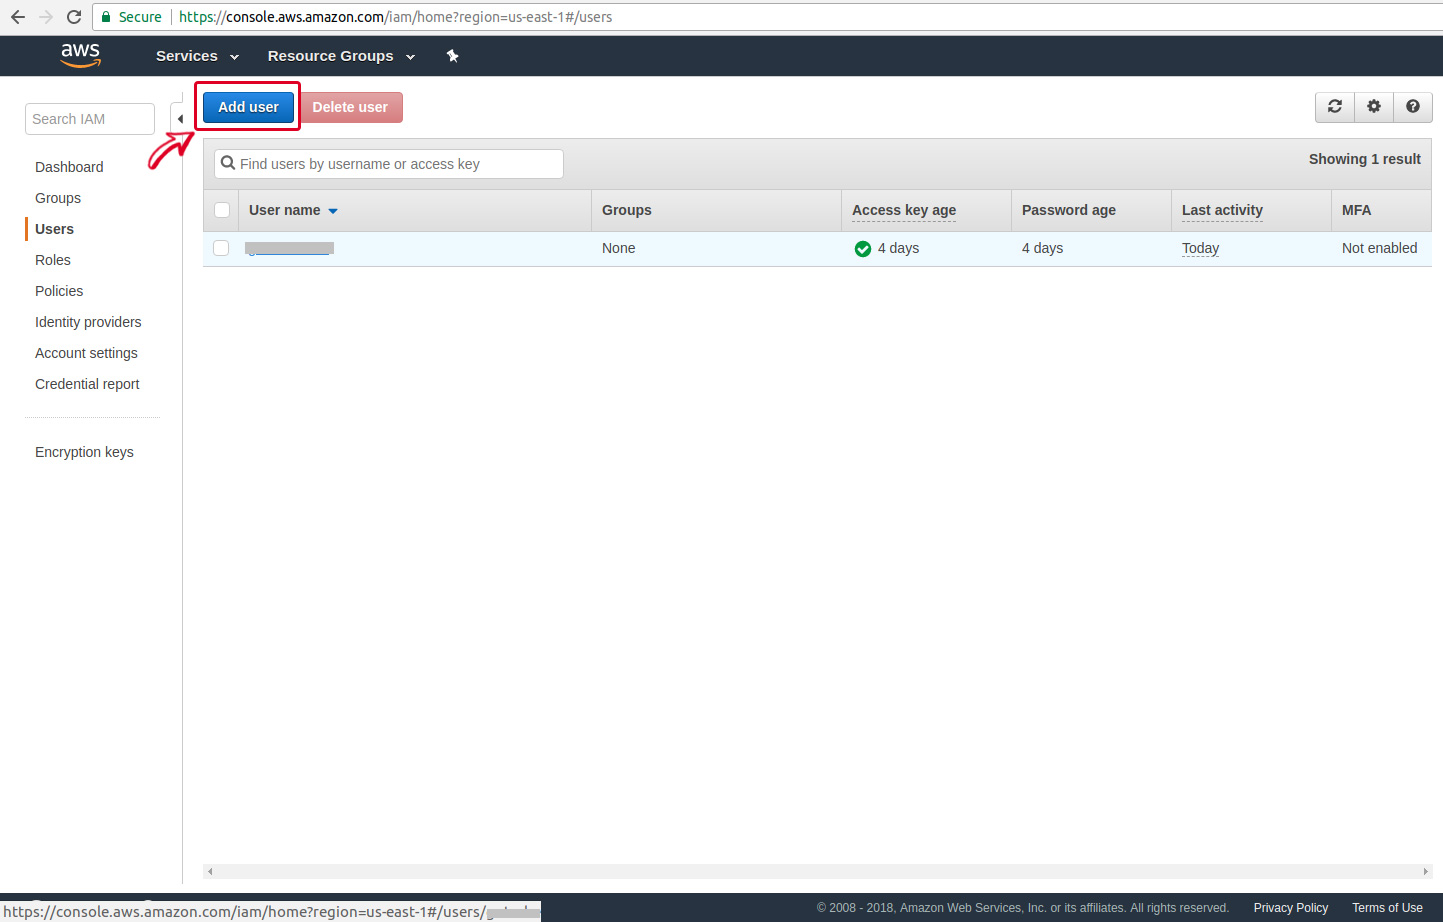 Secure https://console.aws.amazon.com/iam/home?region=us-east-1#/users
aws Services Resource Groups
Add user Delete user
Search IAM
Find users by username or access key Showing 1 result
Dashboard
Groups
Users
Roles
Policies
Identity providers
Account settings
Credential report
Encryption keys
User name Groups Access key age Password age Last activity MFA
None 4 days 4 days Today Not enabled
https://console.aws.amazon.com/iam/home?region=us-east-1#/users/
© 2008 - 2018, Amazon Web Services, Inc. or its affiliates. All rights reserved. Privacy Policy Terms of Use